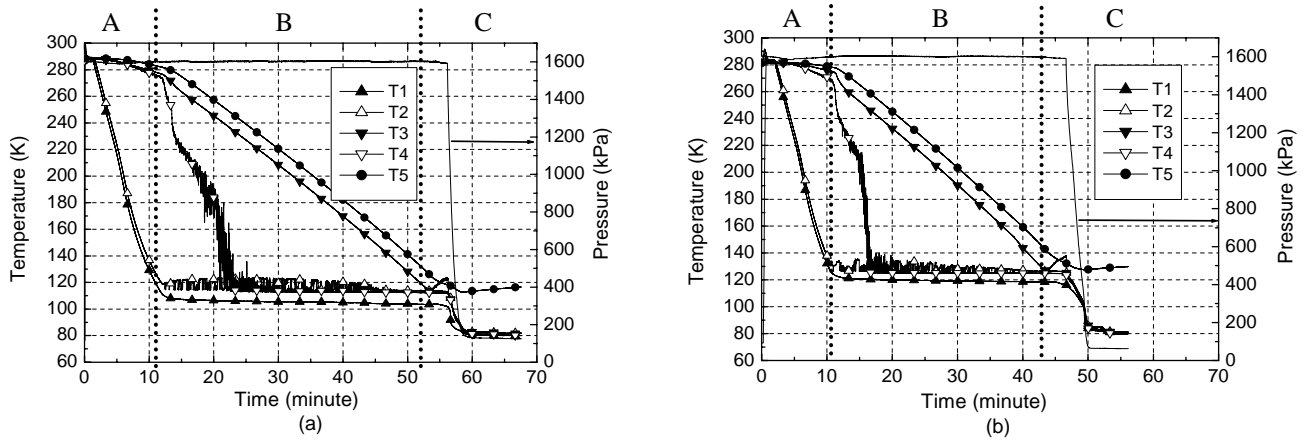 A B C
300
280
260
240
220
200
180
160
140
120
100
80
60
Temperature (K)
T1
T2
T3
T4
T5
1600
1400
1200
1000
800
600
400
200
0
Pressure (kPa)
0 10 20 30 40 50 60 70
Time (minute)
(a)
A B C
300
280
260
240
220
200
180
160
140
120
100
80
60
Temperature (K)
T1
T2
T3
T4
T5
1600
1400
1200
1000
800
600
400
200
0
Pressure (kPa)
0 10 20 30 40 50 60 70
Time (minute)
(b)